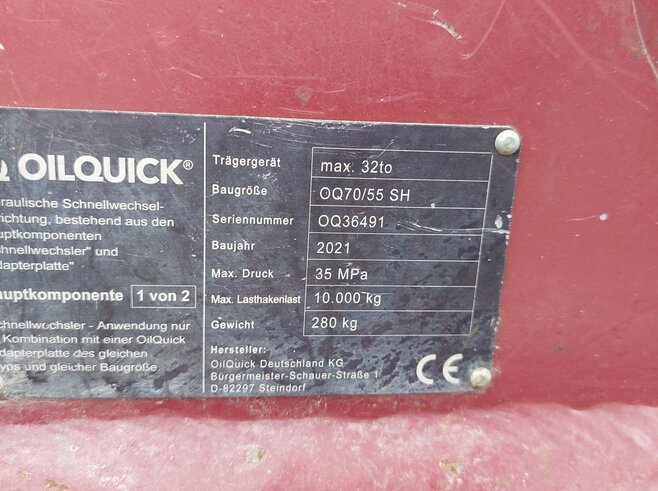 OILQUICK®
raulische Schnellwechsel-
richtung, bestehend aus den
uptkomponenten
chnellwechsler" und
dapterplatte"
auptkomponente 1 von 2
chnellwechsler - Anwendung nur
Kombination mit einer OilQuick
dapterplatte des gleichen
yps und gleicher Baugröße
Trägergerät max. 32to
Baugröße OQ70/55 SH
Seriennummer OQ36491
Baujahr 2021
Max. Druck 35 MPa
Max. Lasthakenlast 10.000 kg
Gewicht 280 kg
Hersteller:
OilQuick Deutschland KG
Bürgermeister-Schauer-Straße 1
D-82297 Steindorf
CE